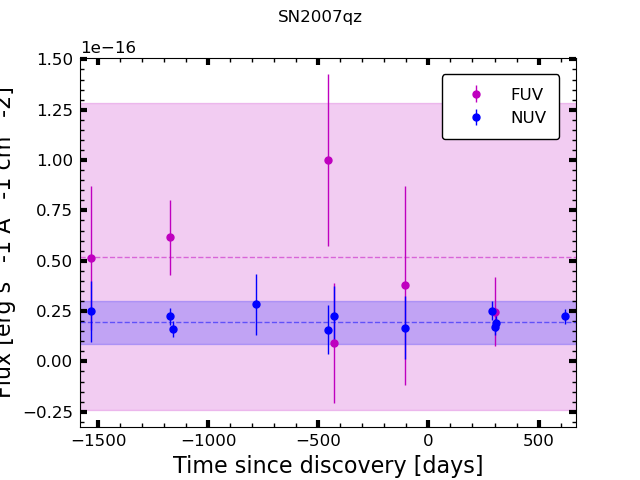 SN2007qz
1e−16
1.50
1.25
1.00
0.75
0.50
0.25
0.00
−0.25
Flux [erg s -1 A -1 cm -2]
FUV
NUV
−1500
−1000
−500
0
500
Time since discovery [days]